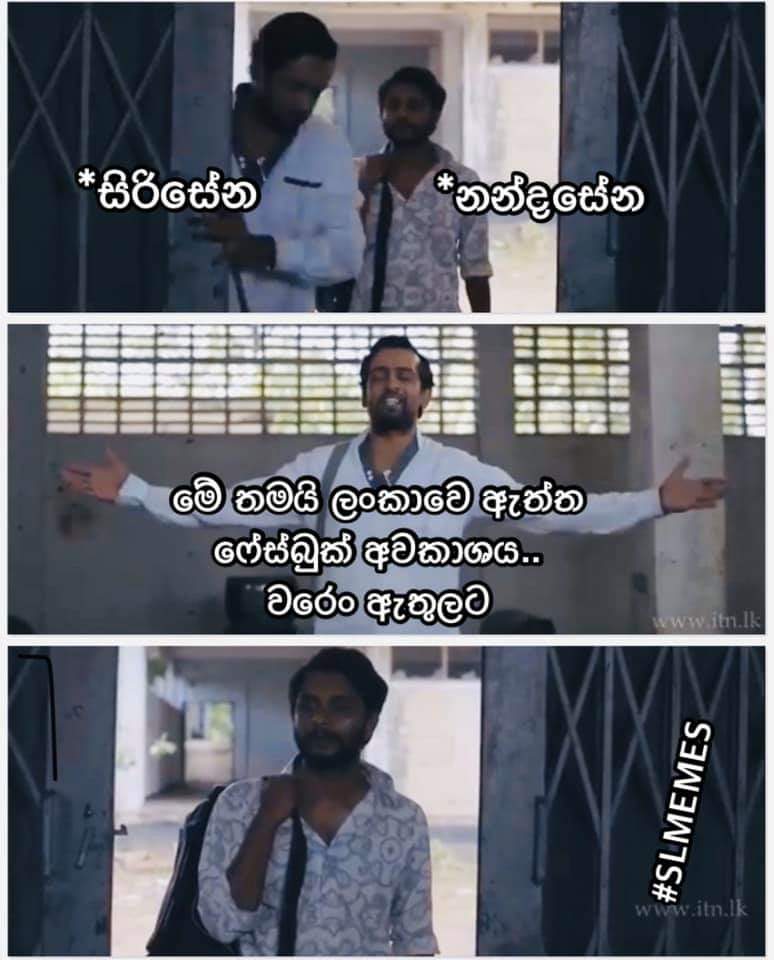 *සිරිසේන
*නන්දසේන
මේ තමයි ලංකාවෙ ඇත්ත
ෆේස්බුක් අවකාශය..
වරෙං ඇතුලට
www.itn.lk
#SLMEMES
www.itn.lk